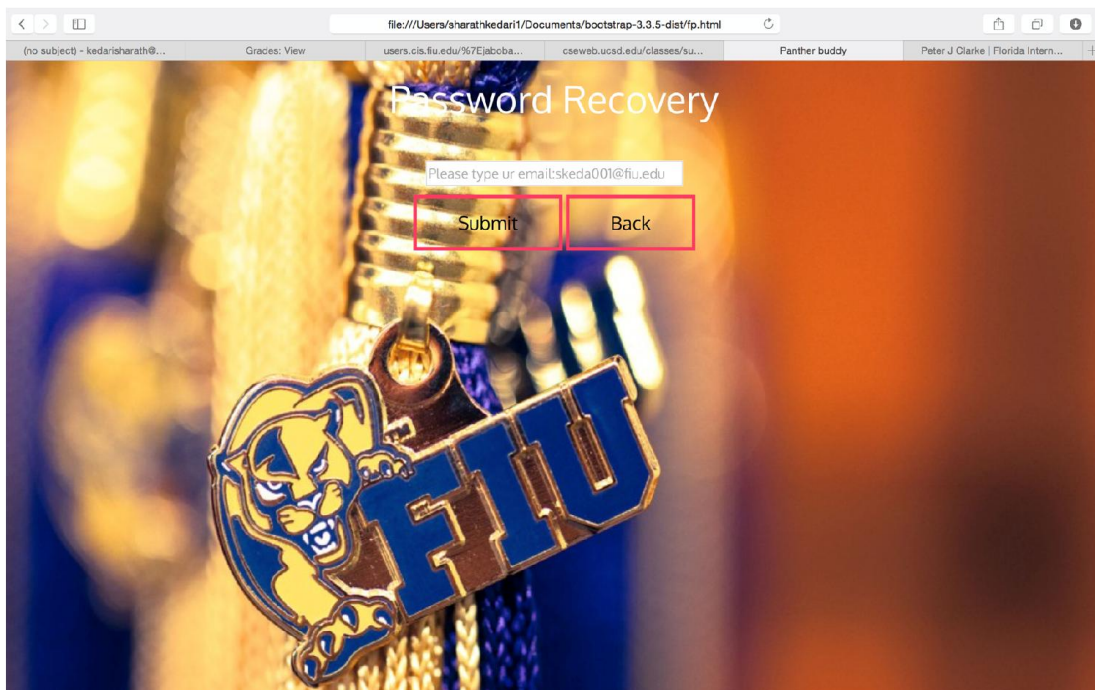 file:///Users/sharathkedari1/Documents/bootstrap-3.3.5-dist/fp.html
(no subject) - kedarisharath@... Grades: View users.cis.fiu.edu/%7Ejaboba... cseweb.ucsd.edu/classes/su... Panther buddy Peter J Clarke | Florida Intern...
Password Recovery
Please type ur email:skeda001@fiu.edu
Submit Back
FIU
TM